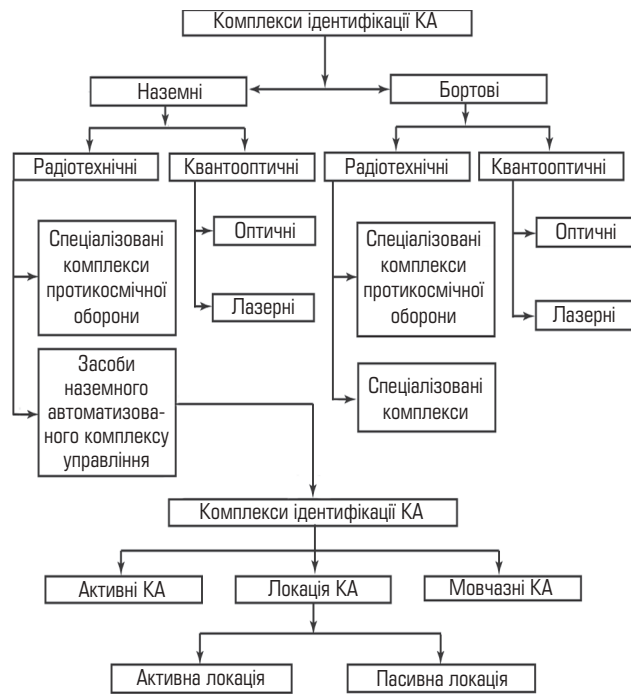 Комплекси ідентифікації КА
Наземні
Бортові
Радіотехнічні
Квантооптичні
Радіотехнічні
Квантооптичні
Спеціалізовані
комплекси
протикосмічної
оборони
Оптичні
Лазерні
Спеціалізовані
комплекси
протикосмічної
оборони
Оптичні
Лазерні
Засоби
наземного
автоматизова-
ного комплексу
управління
Спеціалізовані
комплекси
Комплекси ідентифікації КА
Активні КА
Локація КА
Мовчазні КА
Активна локація
Пасивна локація